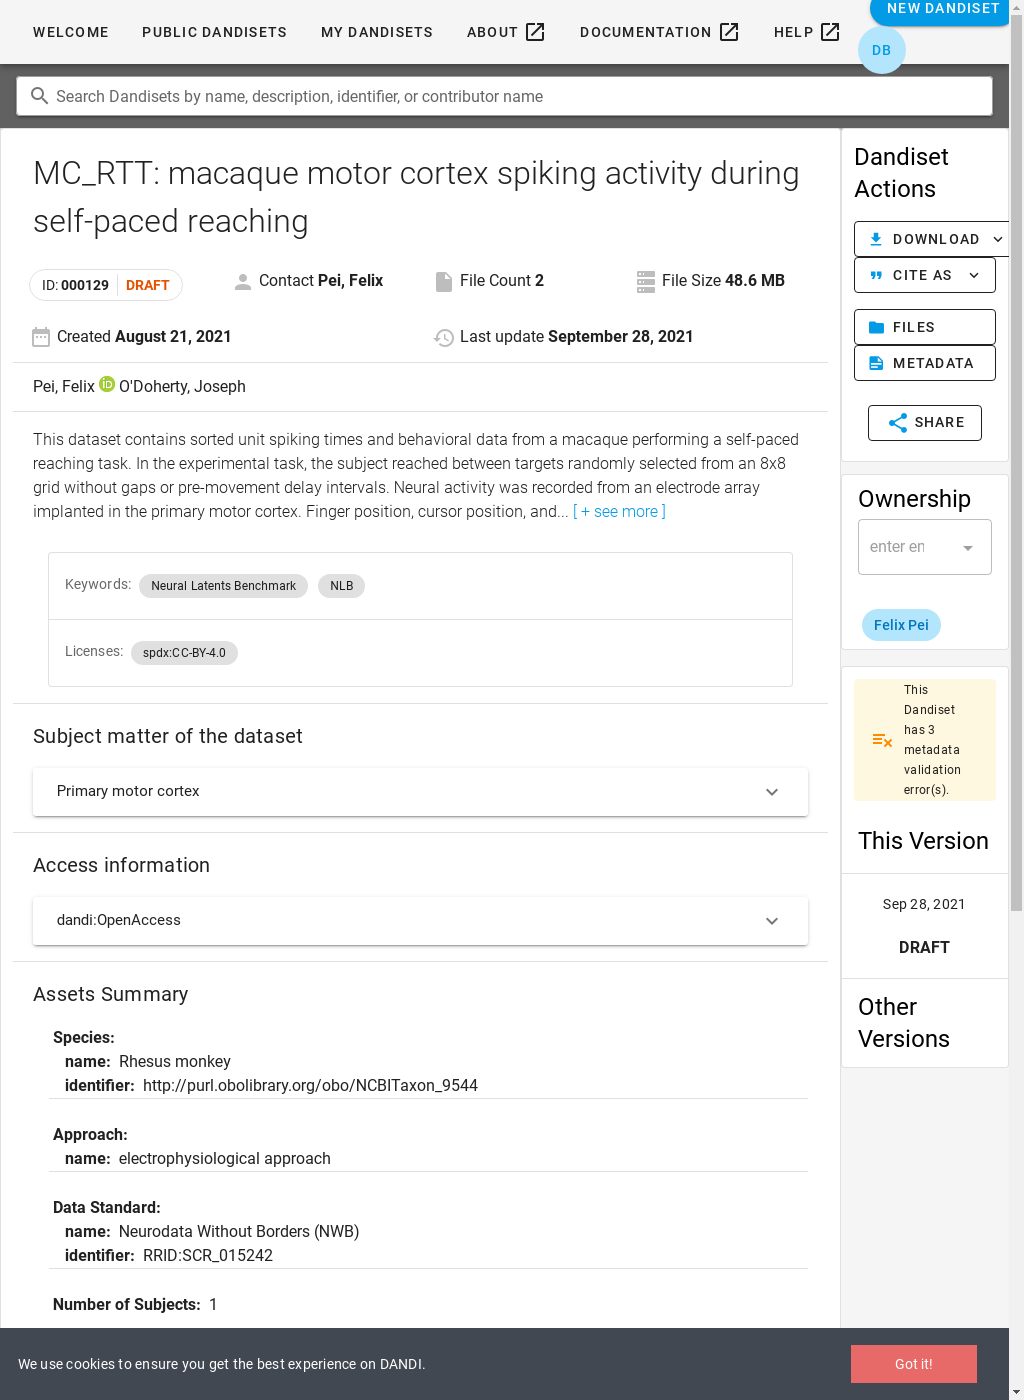 WELCOME PUBLIC DANDISETS MY DANDISETS ABOUT DOCUMENTATION HELP NEW DANDISET
DB
Search Dandisets by name, description, identifier, or contributor name
MC_RTT: macaque motor cortex spiking activity during
self-paced reaching
ID: 000129 DRAFT Contact Pei, Felix File Count 2 File Size 48.6 MB
Created August 21, 2021 Last update September 28, 2021
Pei, Felix iD O'Doherty, Joseph
This dataset contains sorted unit spiking times and behavioral data from a macaque performing a self-paced
reaching task. In the experimental task, the subject reached between targets randomly selected from an 8x8
grid without gaps or pre-movement delay intervals. Neural activity was recorded from an electrode array
implanted in the primary motor cortex. Finger position, cursor position, and... [ + see more ]
Keywords: Neural Latents Benchmark NLB
Licenses: spdx:CC-BY-4.0
Subject matter of the dataset
Primary motor cortex
Access information
dandi:OpenAccess
Assets Summary
Species:
name: Rhesus monkey
identifier: http://purl.obolibrary.org/obo/NCBITaxon_9544
Approach:
name: electrophysiological approach
Data Standard:
name: Neurodata Without Borders (NWB)
identifier: RRID:SCR_015242
Number of Subjects: 1
Dandiset
Actions
DOWNLOAD
CITE AS
FILES
METADATA
SHARE
Ownership
enter en
Felix Pei
This
Dandiset
has 3
metadata
validation
error(s).
This Version
Sep 28, 2021
DRAFT
Other
Versions
We use cookies to ensure you get the best experience on DANDI.
Got it!